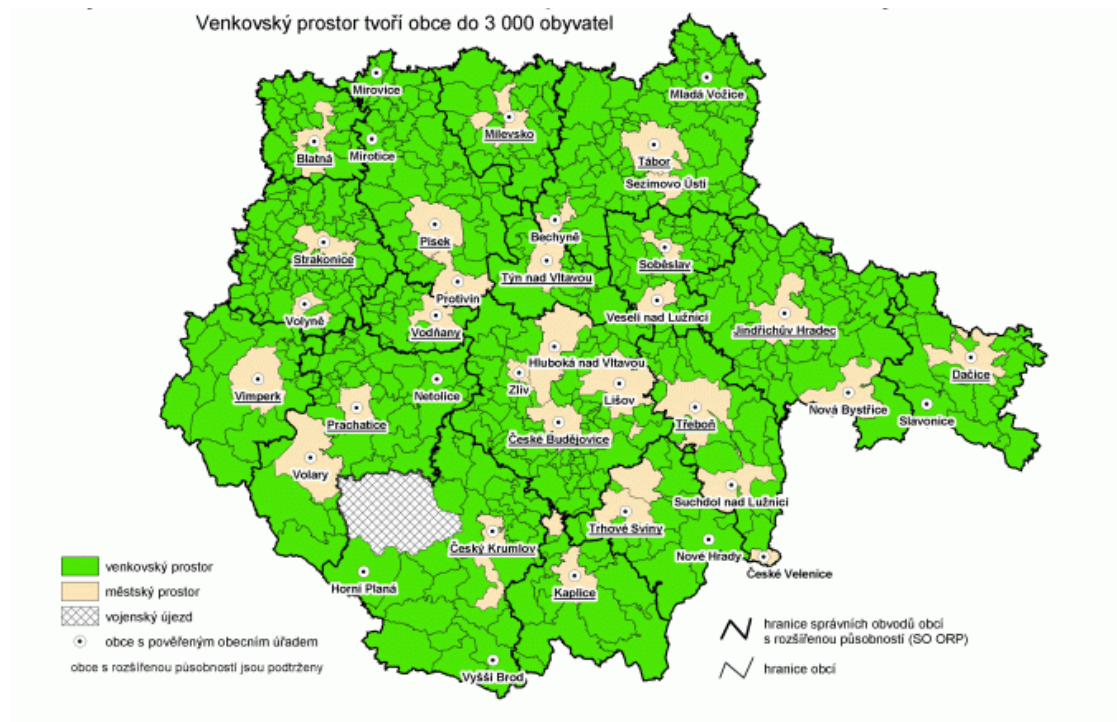 Venkovský prostor tvoří obce do 3 000 obyvatel
Mirovice
Mladá Vožice
Milevsko
Blatná
Mirotice
Tábor
Sezimovo Ústí
Písek
Bechyně
Strakonice
Soběslav
Týn nad Vltavou
Protivín
Volyně
Vodňany
Veselí nad Lužnicí
Jindřichův Hradec
Hluboká nad Vltavou
Dačice
Vimperk
Zliv
Netolice
Lišov
Nová Bystřice
Slavonice
Prachatice
České Budějovice
Třeboň
Volary
Suchdol nad Lužnicí
Trhové Sviny
Český Krumlov
Nové Hrady
České Velenice
Horní Planá
Kaplice
Vyšší Brod
venkovský prostor
městský prostor
vojenský újezd
obce s pověřeným obecním úřadem
obce s rozšířenou působností jsou podtrženy
hranice správních obvodů obcí
s rozšířenou působností (SO ORP)
hranice obcí